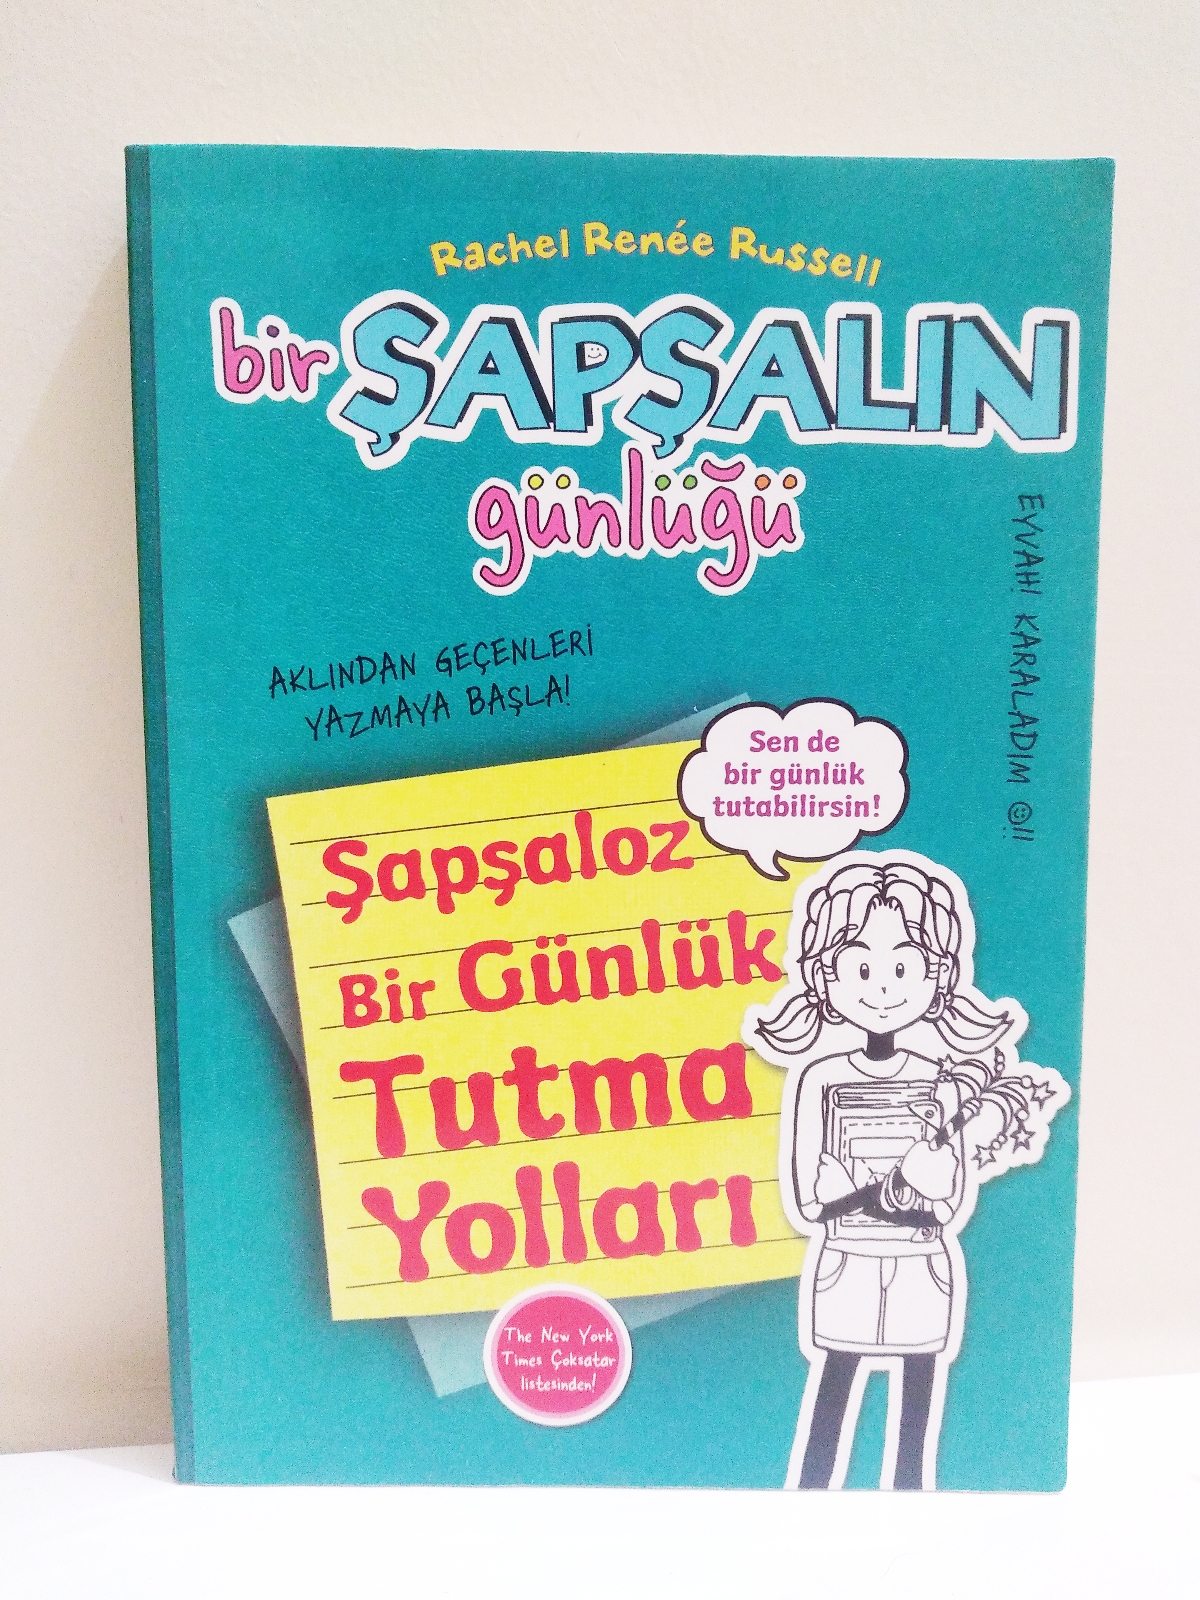 Rachel Renée Russell
bir ŞAPŞALIN
günlüğü
EYVAH! KARALADIM ☺!!
AKLINDAN GEÇENLERİ
YAZMAYA BAŞLA!
Sen de
bir günlük
tutabilirsin!
Şapşaloz
Bir Günlük
Tutma
Yolları
The New York
Times Çoksatar
listesinden!